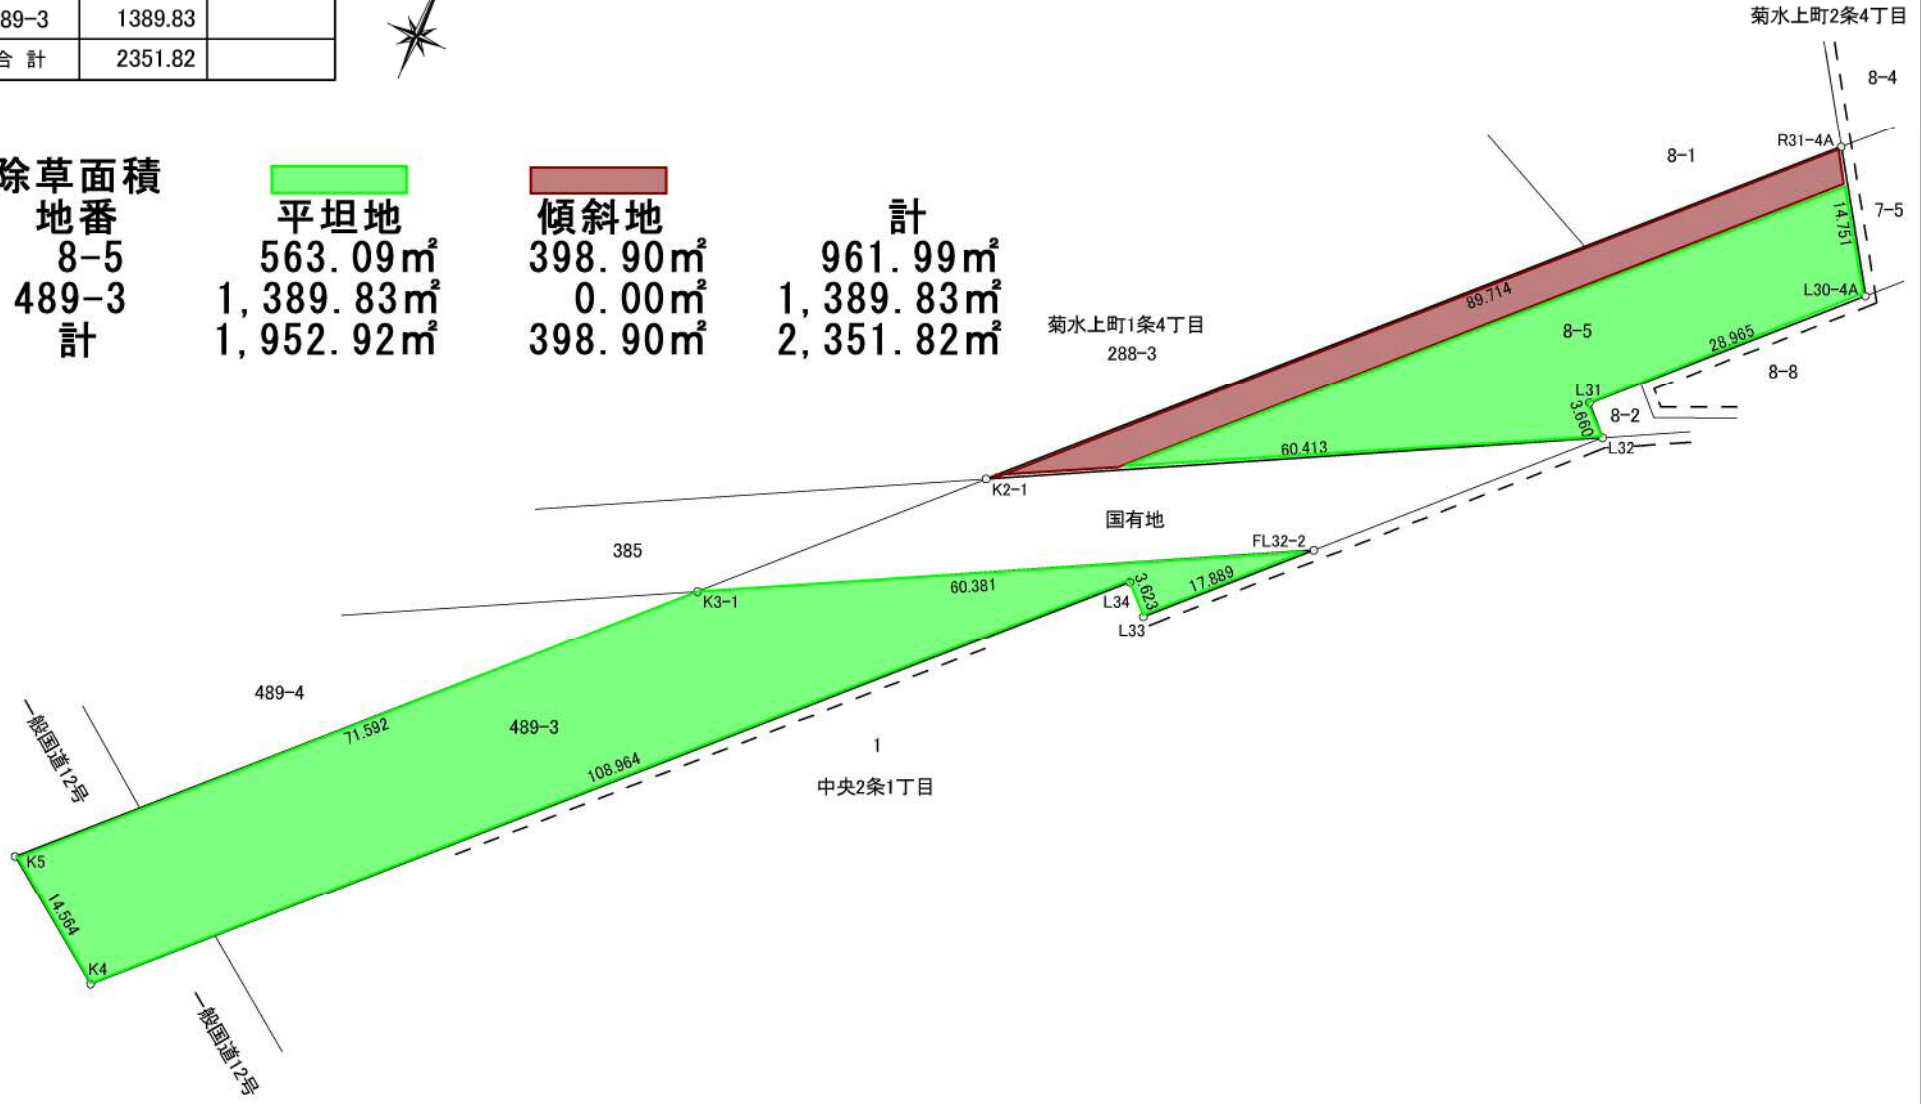 89-3 1389.83
合 計 2351.82
菊水上町2条4丁目
8-4
除草面積
地番 平坦地 傾斜地 計
8-5 563.09㎡ 398.90㎡ 961.99㎡
489-3 1,389.83㎡ 0.00㎡ 1,389.83㎡
計 1,952.92㎡ 398.90㎡ 2,351.82㎡
R31-4A
8-1
7-5
14.751
L30-4A
89.714
菊水上町1条4丁目
288-3
8-5
28.965
8-8
L31
3.660
8-2
L32
60.413
K2-1
国有地
385
FL32-2
60.381
17.889
3.623
L34
L33
K3-1
489-4
489-3
71.592
108.964
1
中央2条1丁目
一般国道12号
K5
14.564
K4
一般国道12号